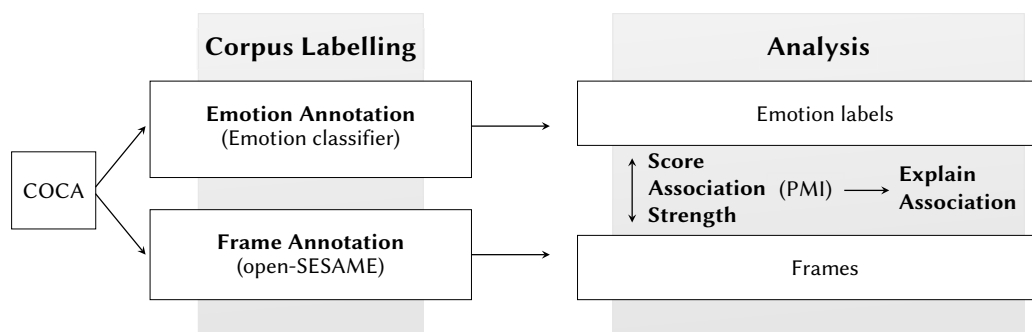 Corpus Labelling
Analysis
COCA
Emotion Annotation
(Emotion classifier)
Emotion labels
Score
Association (PMI)
Strength
Explain
Association
Frame Annotation
(open-SESAME)
Frames